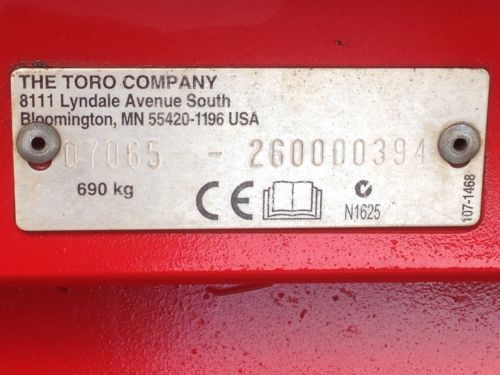 THE TORO COMPANY
8111 Lyndale Avenue South
Bloomington, MN 55420-1196 USA
07065 - 260000394
690 kg
CE
N1625
107-1468